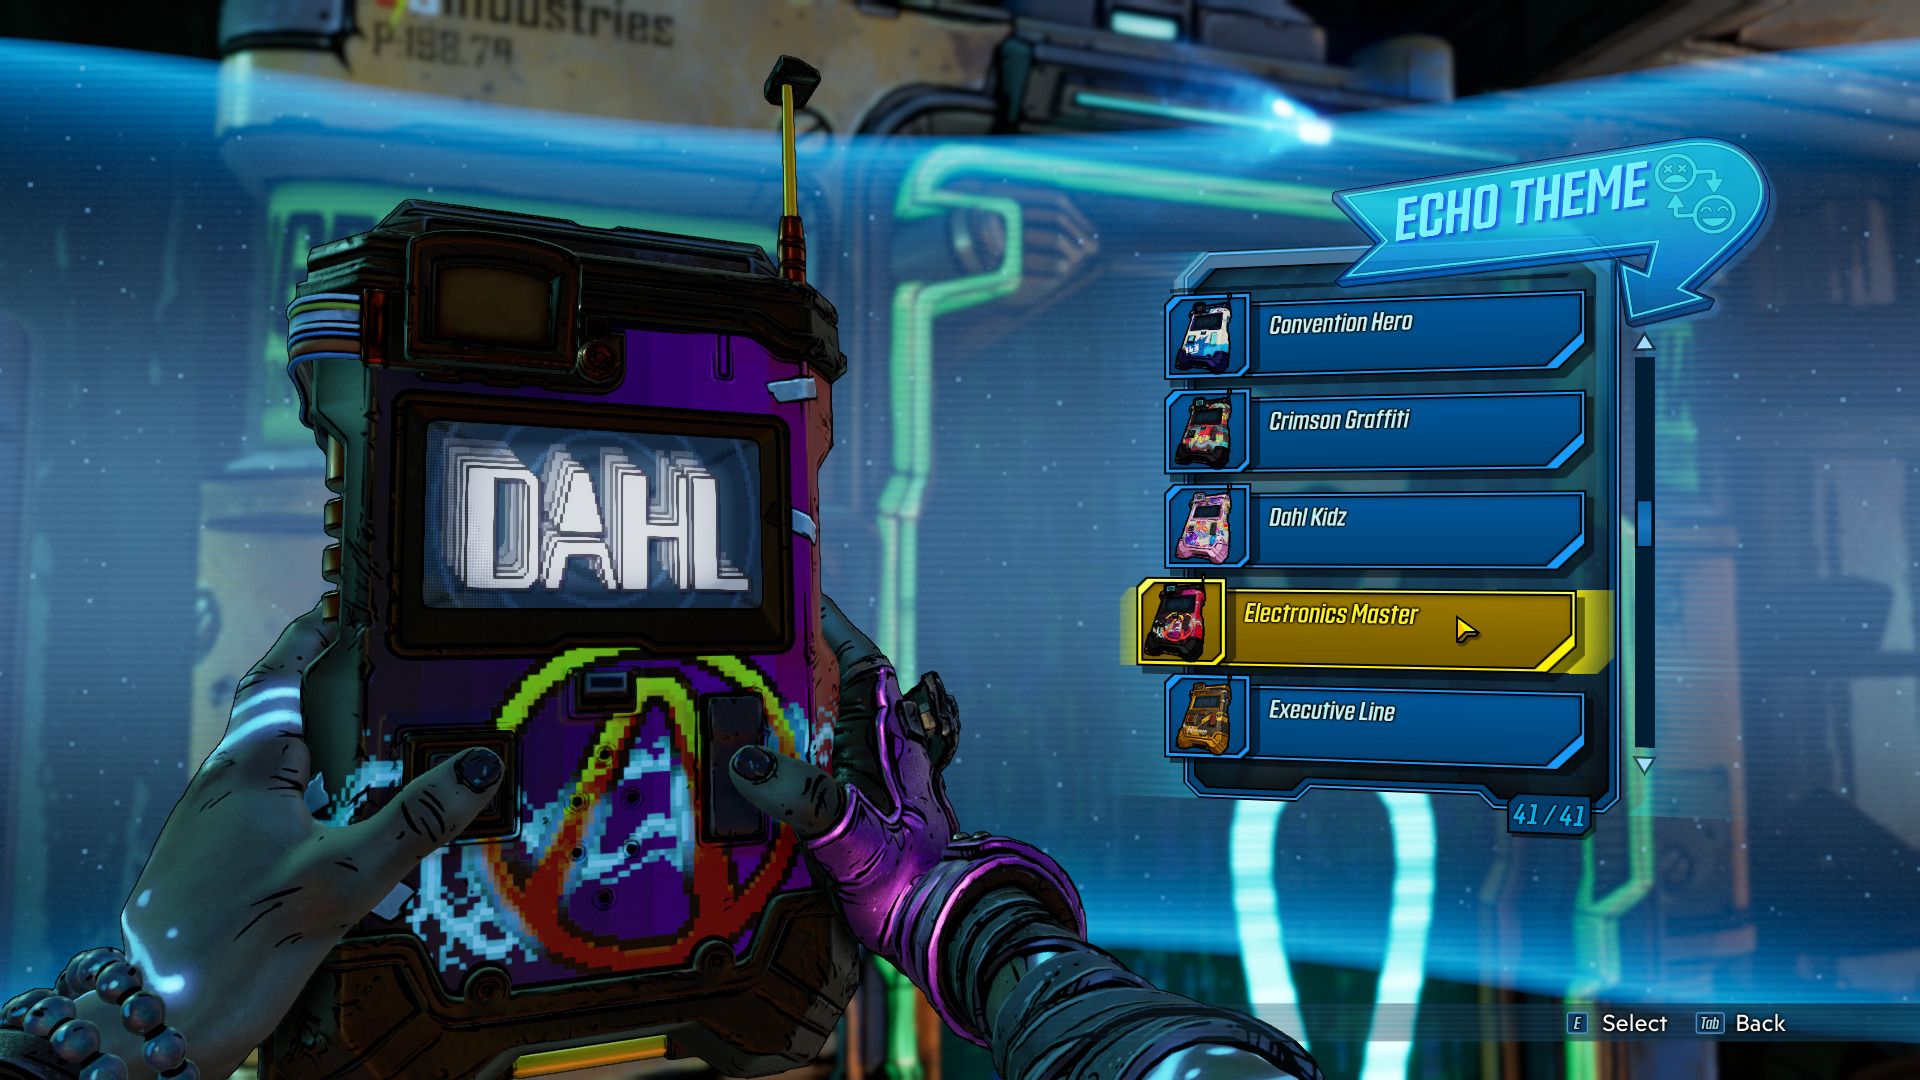 Industries
P-198.79
ECHO THEME
DAHL
Convention Hero
Crimson Graffiti
Dahl Kidz
Electronics Master
Executive Line
41/41
E Select Tab Back